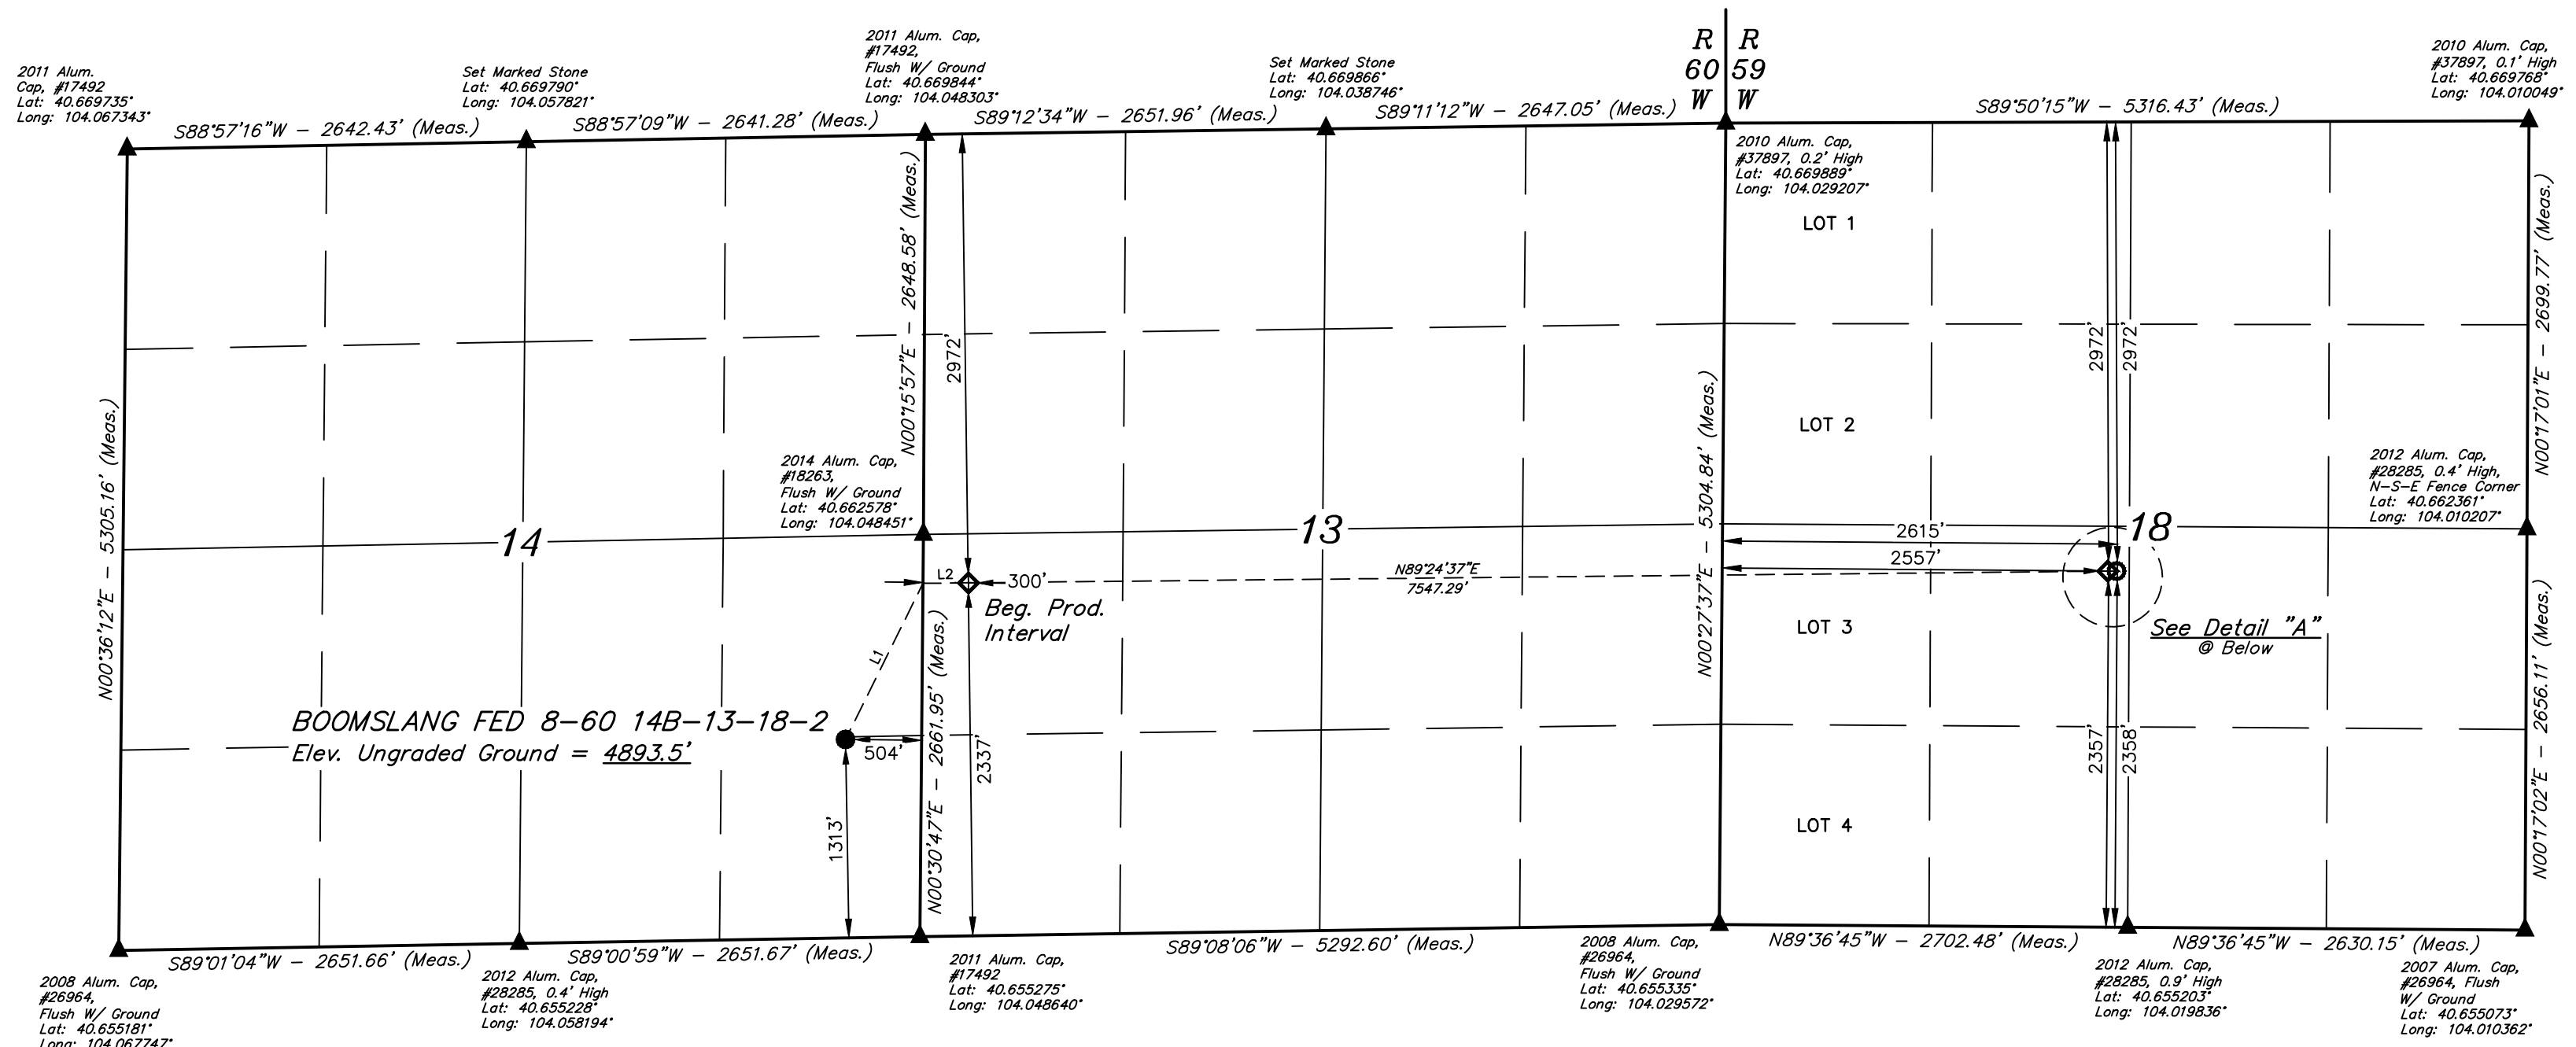 R R
60 59
W W
2011 Alum.
Cap, #17492
Lat: 40.669735°
Long: 104.067343°
Set Marked Stone
Lat: 40.669790°
Long: 104.057821°
2011 Alum. Cap,
#17492,
Flush W/ Ground
Lat: 40.669844°
Long: 104.048303°
Set Marked Stone
Lat: 40.669866°
Long: 104.038746°
2010 Alum. Cap,
#37897, 0.1' High
Lat: 40.669768°
Long: 104.010049°
S88°57'16"W - 2642.43' (Meas.)
S88°57'09"W - 2641.28' (Meas.)
S89°12'34"W - 2651.96' (Meas.)
S89°11'12"W - 2647.05' (Meas.)
S89°50'15"W - 5316.43' (Meas.)
2010 Alum. Cap,
#37897, 0.2' High
Lat: 40.669889°
Long: 104.029207°
LOT 1
N00°15'57"E - 2648.58' (Meas.)
N00°17'01"E - 2699.77' (Meas.)
2972'
2972'
2972'
LOT 2
N00°36'12"E - 5305.16' (Meas.)
N00°27'37"E - 5304.84' (Meas.)
2014 Alum. Cap,
#18263,
Flush W/ Ground
Lat: 40.662578°
Long: 104.048451°
2012 Alum. Cap,
#28285, 0.4' High,
N-S-E Fence Corner
Lat: 40.662361°
Long: 104.010207°
14
13
18
2615'
2557'
L2
300'
N89°24'37"E
7547.29'
Beg. Prod.
Interval
LOT 3
See Detail "A"
@ Below
L1
BOOMSLANG FED 8-60 14B-13-18-2
Elev. Ungraded Ground = 4893.5'
504'
1313'
N00°30'47"E - 2661.95' (Meas.)
2337'
2357'
2358'
N00°17'02"E - 2656.11' (Meas.)
LOT 4
S89°01'04"W - 2651.66' (Meas.)
S89°00'59"W - 2651.67' (Meas.)
S89°08'06"W - 5292.60' (Meas.)
N89°36'45"W - 2702.48' (Meas.)
N89°36'45"W - 2630.15' (Meas.)
2008 Alum. Cap,
#26964,
Flush W/ Ground
Lat: 40.655181°
Long: 104.067747°
2012 Alum. Cap,
#28285, 0.4' High
Lat: 40.655228°
Long: 104.058194°
2011 Alum. Cap,
#17492
Lat: 40.655275°
Long: 104.048640°
2008 Alum. Cap,
#26964,
Flush W/ Ground
Lat: 40.655335°
Long: 104.029572°
2012 Alum. Cap,
#28285, 0.9' High
Lat: 40.655203°
Long: 104.019836°
2007 Alum. Cap,
#26964, Flush
W/ Ground
Lat: 40.655073°
Long: 104.010362°